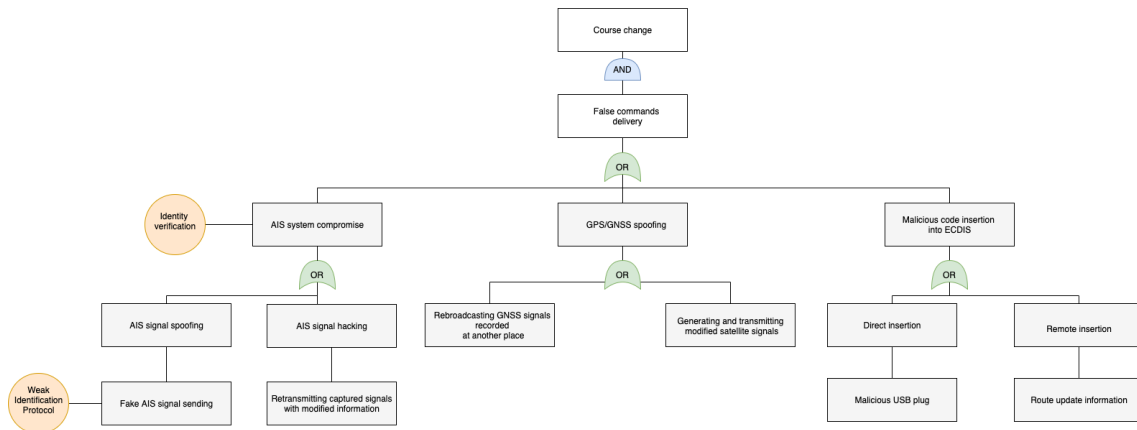 Course change
AND
False commands
delivery
OR
Identity
verification
AIS system compromise
GPS/GNSS spoofing
Malicious code insertion
into ECDIS
OR
OR
OR
AIS signal spoofing
AIS signal hacking
Rebroadcasting GNSS signals
recorded
at another place
Generating and transmitting
modified satellite signals
Direct insertion
Remote insertion
Weak
Identification
Protocol
Fake AIS signal sending
Retransmitting captured signals
with modified information
Malicious USB plug
Route update information